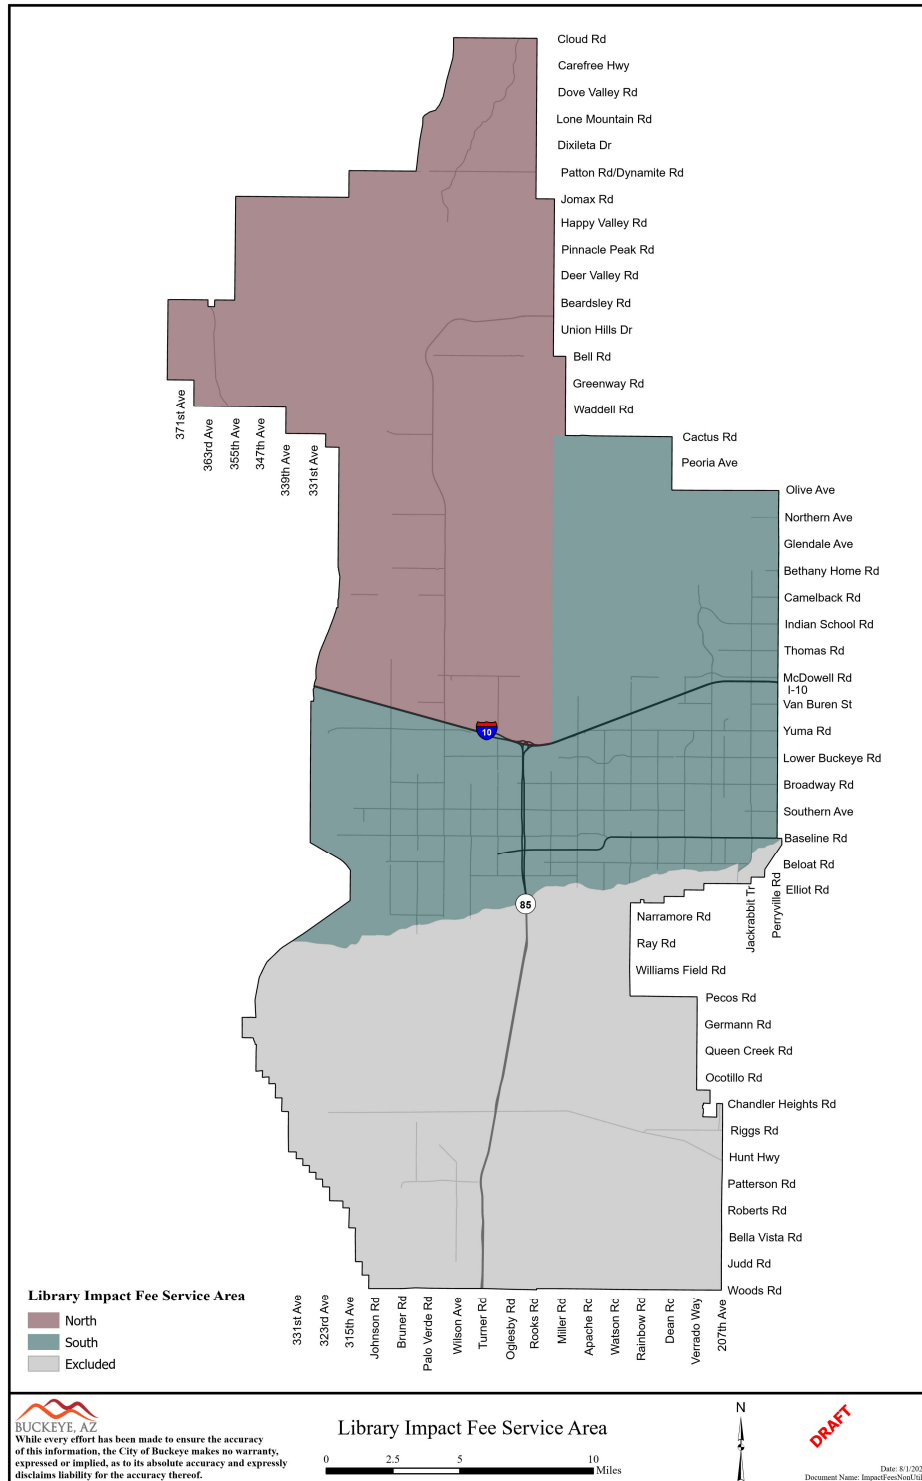 Cloud Rd
Carefree Hwy
Dove Valley Rd
Lone Mountain Rd
Dixileta Dr
Patton Rd/Dynamite Rd
Jomax Rd
Happy Valley Rd
Pinnacle Peak Rd
Deer Valley Rd
Beardsley Rd
Union Hills Dr
Bell Rd
Greenway Rd
Waddell Rd
371st Ave
363rd Ave
355th Ave
347th Ave
339th Ave
331st Ave
Cactus Rd
Peoria Ave
Olive Ave
Northern Ave
Glendale Ave
Bethany Home Rd
Camelback Rd
Indian School Rd
Thomas Rd
McDowell Rd
I-10
Van Buren St
10
Yuma Rd
Lower Buckeye Rd
Broadway Rd
Southern Ave
Baseline Rd
Beloat Rd
Elliot Rd
85
Jackrabbit Tr
Perryville Rd
Narramore Rd
Ray Rd
Williams Field Rd
Pecos Rd
Germann Rd
Queen Creek Rd
Ocotillo Rd
Chandler Heights Rd
Riggs Rd
Hunt Hwy
Patterson Rd
Roberts Rd
Bella Vista Rd
Judd Rd
Woods Rd
Library Impact Fee Service Area
North
South
Excluded
331st Ave
323rd Ave
315th Ave
Johnson Rd
Bruner Rd
Palo Verde Rd
Wilson Ave
Turner Rd
Oglesby Rd
Rooks Rd
Miller Rd
Apache Rd
Watson Rd
Rainbow Rd
Dean Rd
Verrado Way
207th Ave
BUCKEYE, AZ
While every effort has been made to ensure the accuracy
of this information, the City of Buckeye makes no warranty,
expressed or implied, as to its absolute accuracy and expressly
disclaims liability for the accuracy thereof.
Library Impact Fee Service Area
0 2.5 5 10
Miles
N
DRAFT
Date: 8/1/202
Document Name: ImpactFeesNonUtil